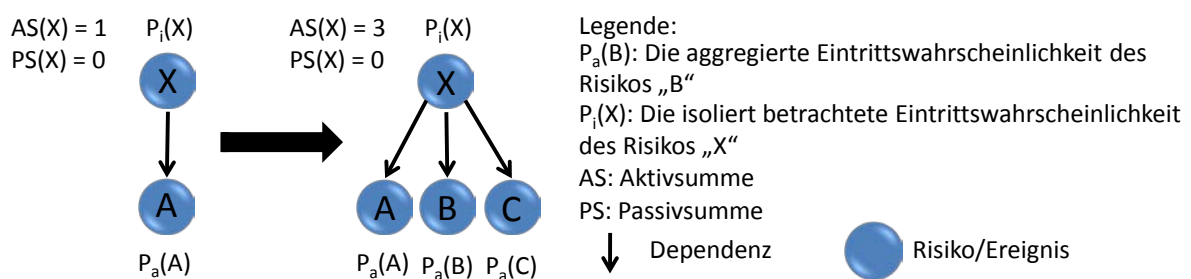 AS(X) = 1
PS(X) = 0
Pi(X)
X
A
Pa(A)
AS(X) = 3
PS(X) = 0
Pi(X)
X
A B C
Pa(A) Pa(B) Pa(C)
Legende:
Pa(B): Die aggregierte Eintrittswahrscheinlichkeit des
Risikos „B“
Pi(X): Die isoliert betrachtete Eintrittswahrscheinlichkeit
des Risikos „X“
AS: Aktivsumme
PS: Passivsumme
Dependenz
Risiko/Ereignis